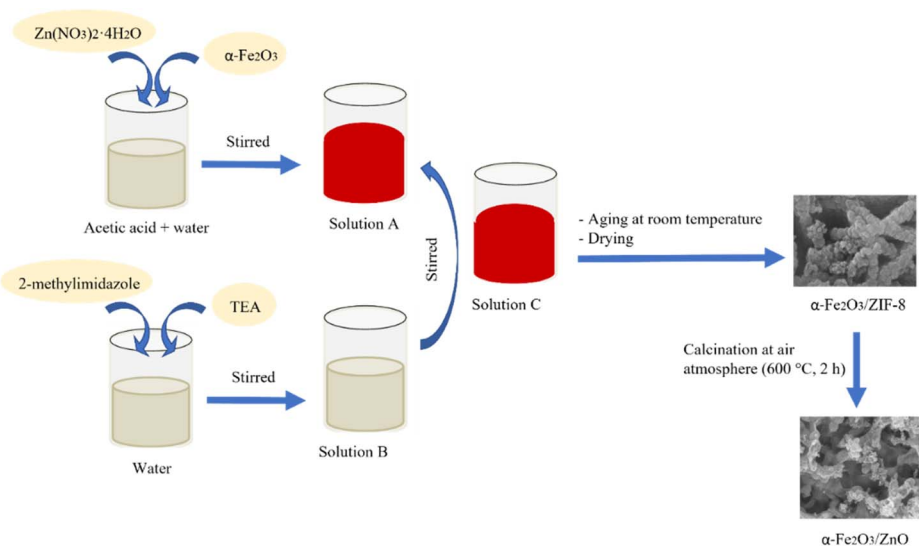 Zn(NO3)2·4H2O
α-Fe2O3
Stirred
Acetic acid + water
Solution A
2-methylimidazole
TEA
Stirred
Water
Solution B
Stirred
Solution C
- Aging at room temperature
- Drying
α-Fe2O3/ZIF-8
Calcination at air
atmosphere (600 °C, 2 h)
α-Fe2O3/ZnO